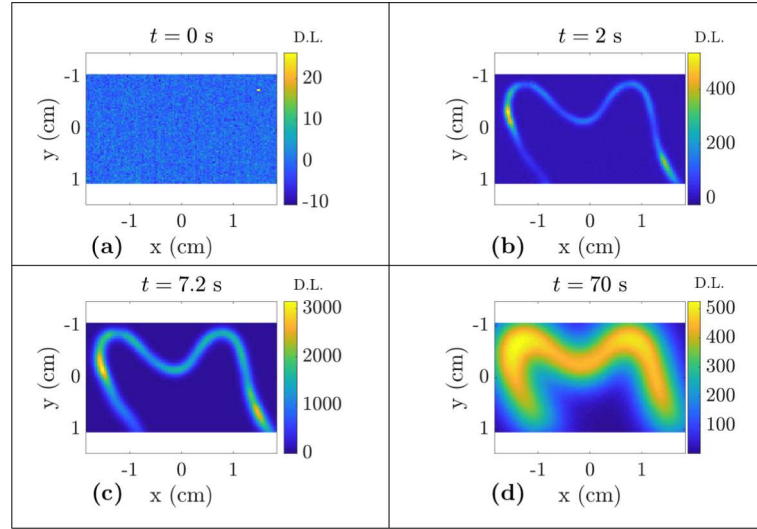 t = 0 s
D.L.
-1
0
1
y (cm)
20
10
0
-10
-1 0 1
(a) x (cm)
t = 2 s
D.L.
-1
0
1
y (cm)
400
200
0
-1 0 1
(b) x (cm)
t = 7.2 s
D.L.
-1
0
1
y (cm)
3000
2000
1000
0
-1 0 1
(c) x (cm)
t = 70 s
D.L.
-1
0
1
y (cm)
500
400
300
200
100
-1 0 1
(d) x (cm)